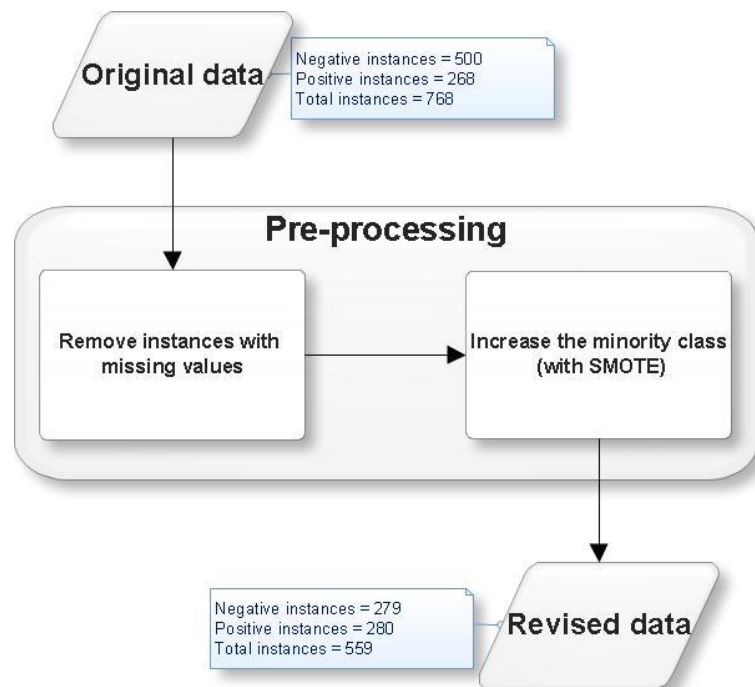 Original data
Negative instances = 500
Positive instances = 268
Total instances = 768
Pre-processing
Remove instances with
missing values
Increase the minority class
(with SMOTE)
Negative instances = 279
Positive instances = 280
Total instances = 559
Revised data